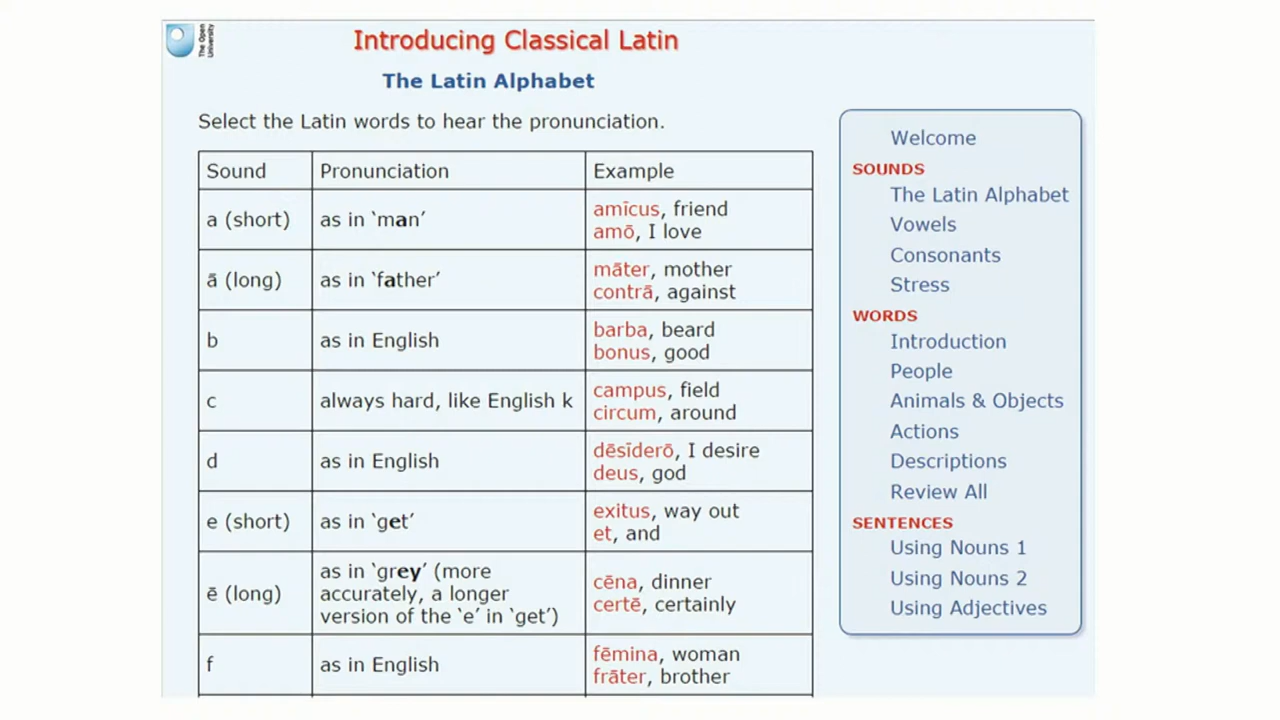 The Open
University
Introducing Classical Latin
The Latin Alphabet
Select the Latin words to hear the pronunciation.
Sound Pronunciation Example
a (short) as in ‘man’ amīcus, friend
amō, I love
ā (long) as in ‘father’ māter, mother
contrā, against
b as in English barba, beard
bonus, good
c always hard, like English k campus, field
circum, around
d as in English dēsīderō, I desire
deus, god
e (short) as in ‘get’ exitus, way out
et, and
ē (long) as in ‘grey’ (more
accurately, a longer
version of the ‘e’ in ‘get’) cēna, dinner
certē, certainly
f as in English fēmina, woman
frāter, brother
Welcome
SOUNDS
The Latin Alphabet
Vowels
Consonants
Stress
WORDS
Introduction
People
Animals & Objects
Actions
Descriptions
Review All
SENTENCES
Using Nouns 1
Using Nouns 2
Using Adjectives